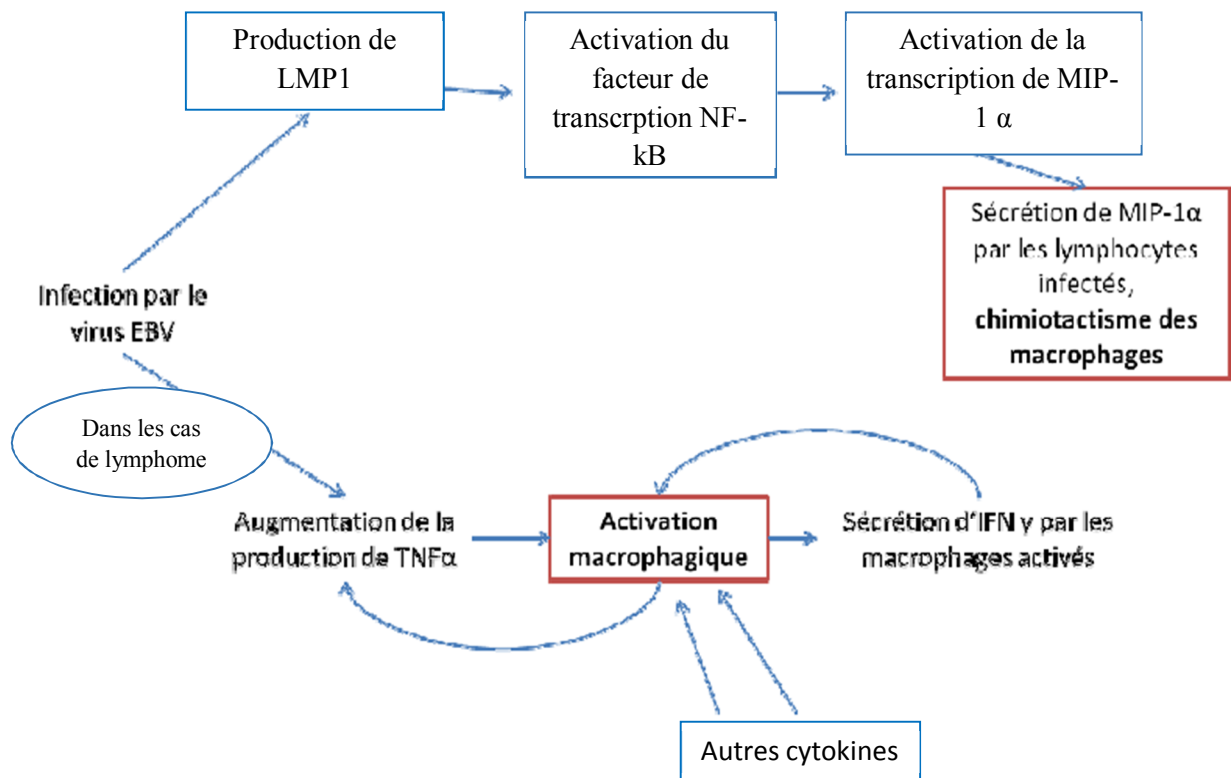 Production de
LMP1
Activation du
facteur de
transcrption NF-
kB
Activation de la
transcription de MIP-
1 α
Sécrétion de MIP-1α
par les lymphocytes
infectés,
chimiotactisme des
macrophages
Infection par le
virus EBV
Dans les cas
de lymphome
Augmentation de la
production de TNFα
Activation
macrophagique
Sécrétion d'IFN γ par les
macrophages activés
Autres cytokines